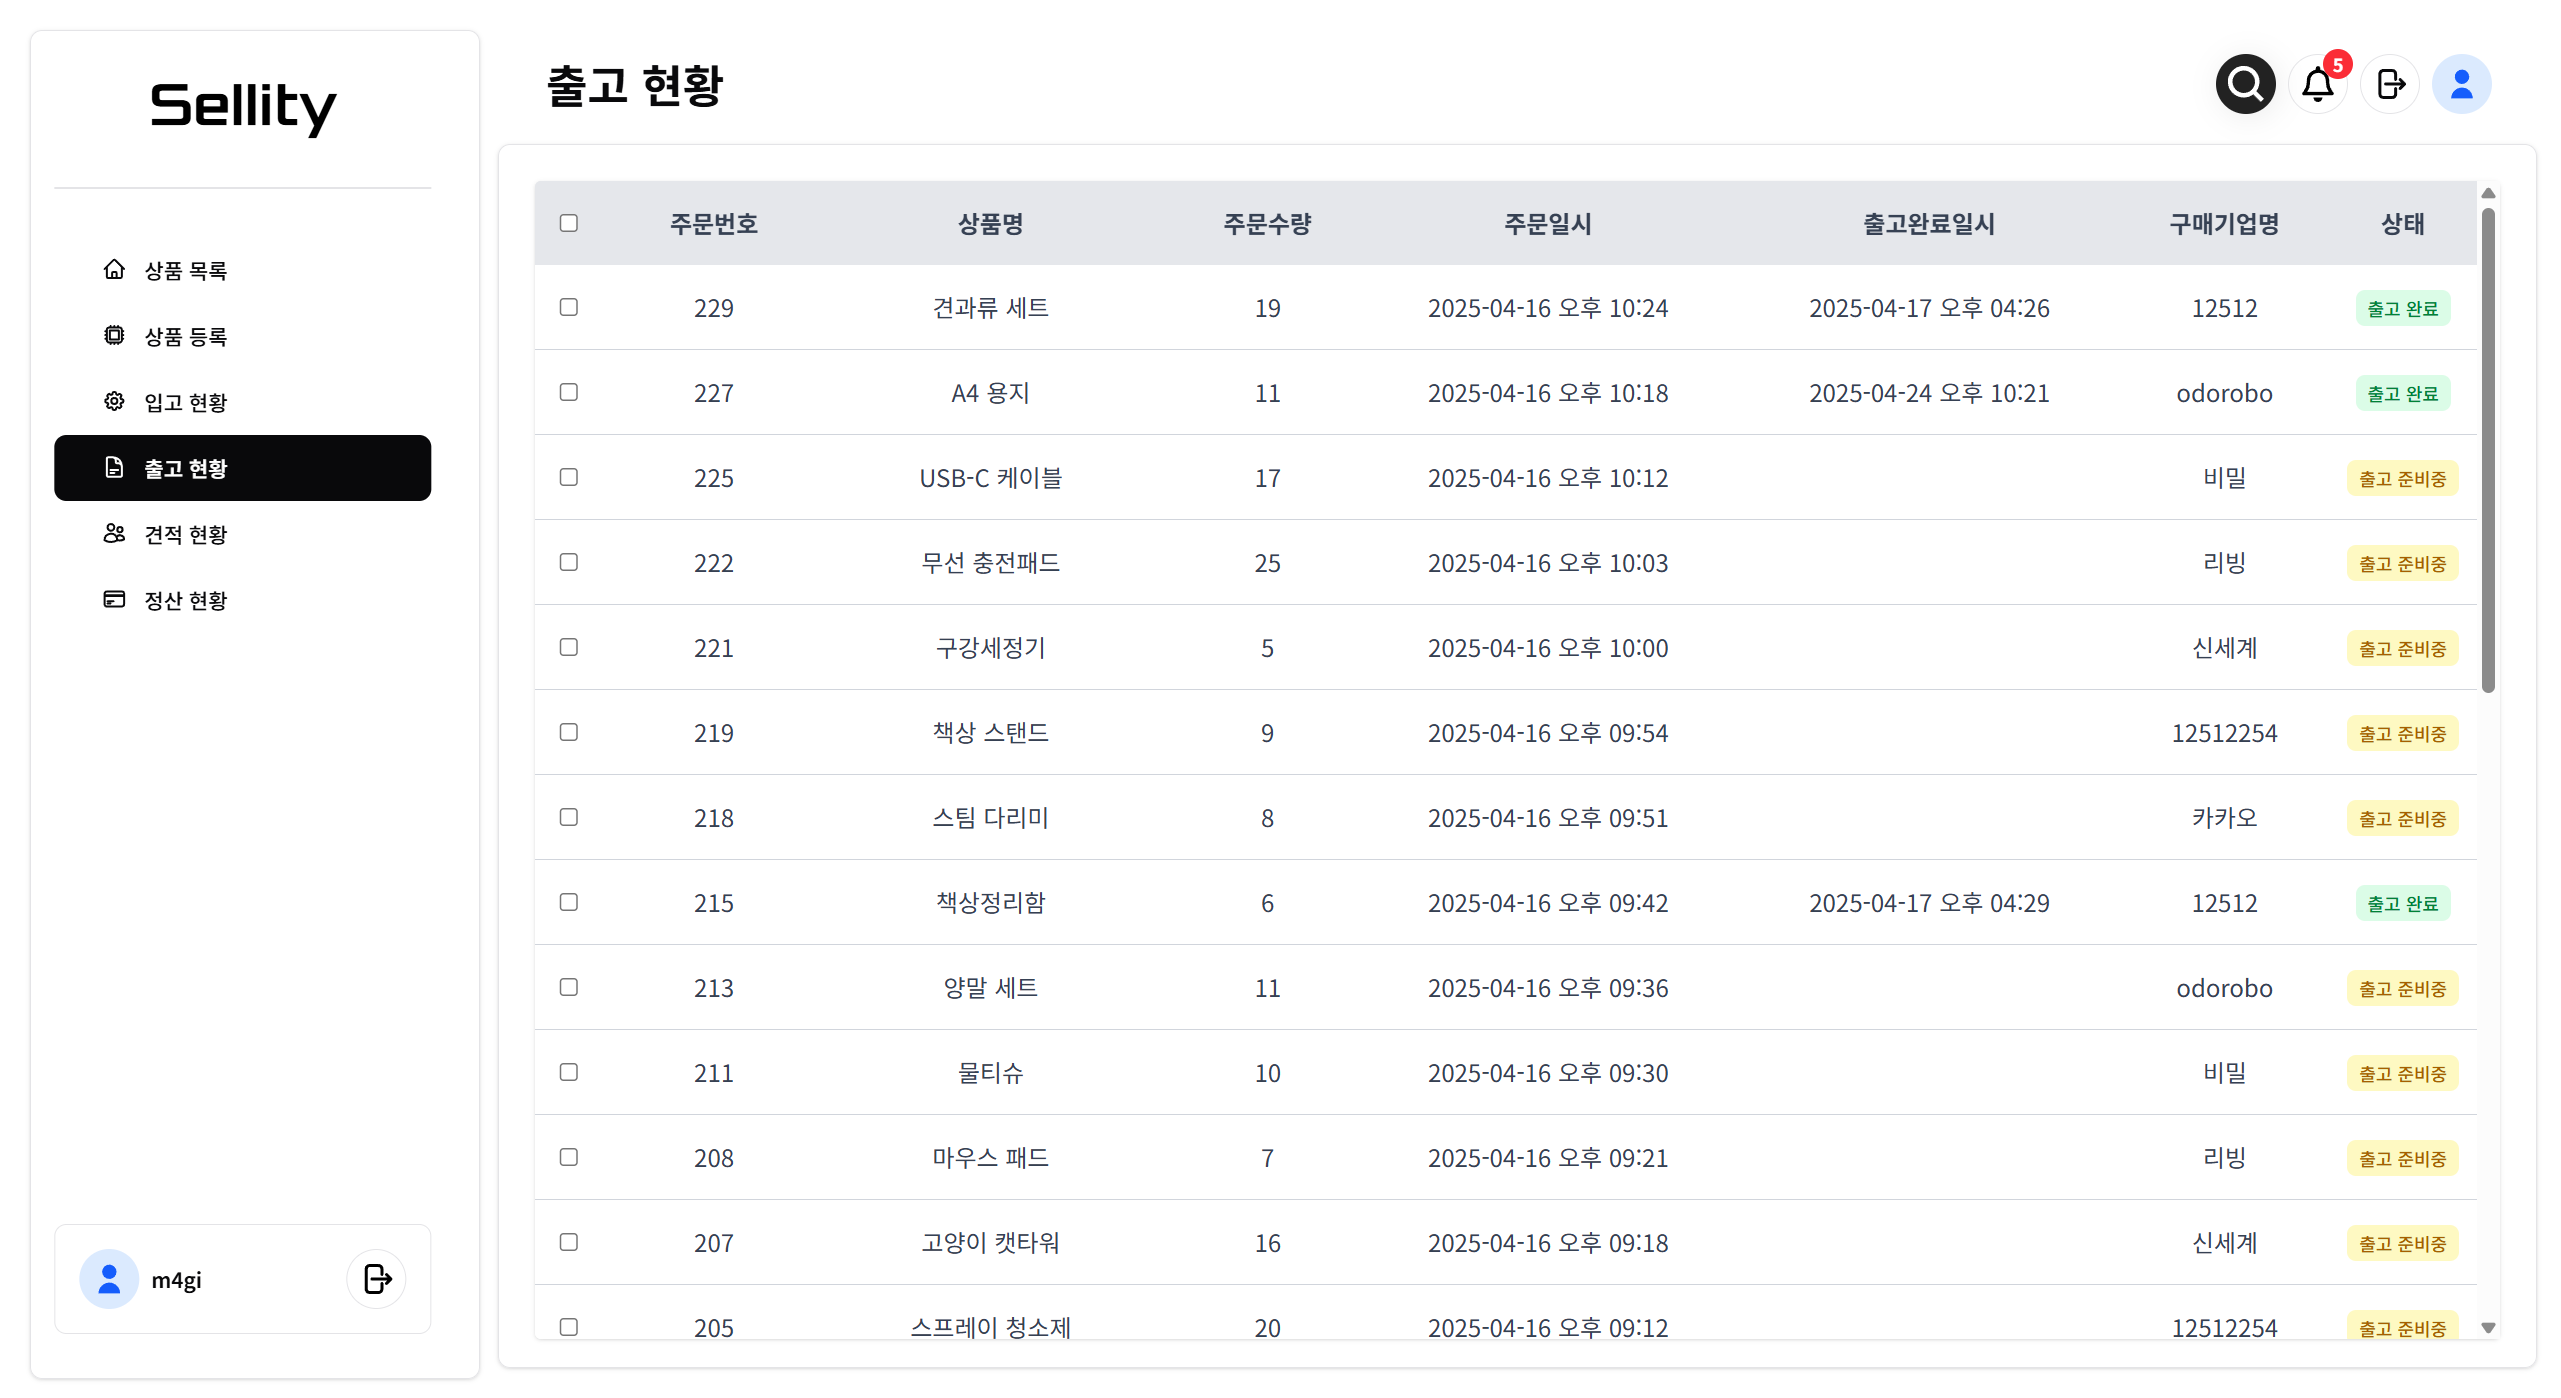 Sellity
상품 목록
상품 등록
입고 현황
출고 현황
견적 현황
정산 현황
m4gi
출고 현황
5
주문번호 상품명 주문수량 주문일시 출고완료일시 구매기업명 상태
229 견과류 세트 19 2025-04-16 오후 10:24 2025-04-17 오후 04:26 12512 출고 완료
227 A4 용지 11 2025-04-16 오후 10:18 2025-04-24 오후 10:21 odorobo 출고 완료
225 USB-C 케이블 17 2025-04-16 오후 10:12 비밀 출고 준비중
222 무선 충전패드 25 2025-04-16 오후 10:03 리빙 출고 준비중
221 구강세정기 5 2025-04-16 오후 10:00 신세계 출고 준비중
219 책상 스탠드 9 2025-04-16 오후 09:54 12512254 출고 준비중
218 스팀 다리미 8 2025-04-16 오후 09:51 카카오 출고 준비중
215 책상정리함 6 2025-04-16 오후 09:42 2025-04-17 오후 04:29 12512 출고 완료
213 양말 세트 11 2025-04-16 오후 09:36 odorobo 출고 준비중
211 물티슈 10 2025-04-16 오후 09:30 비밀 출고 준비중
208 마우스 패드 7 2025-04-16 오후 09:21 리빙 출고 준비중
207 고양이 캣타워 16 2025-04-16 오후 09:18 신세계 출고 준비중
205 스프레이 청소제 20 2025-04-16 오후 09:12 12512254 출고 준비중